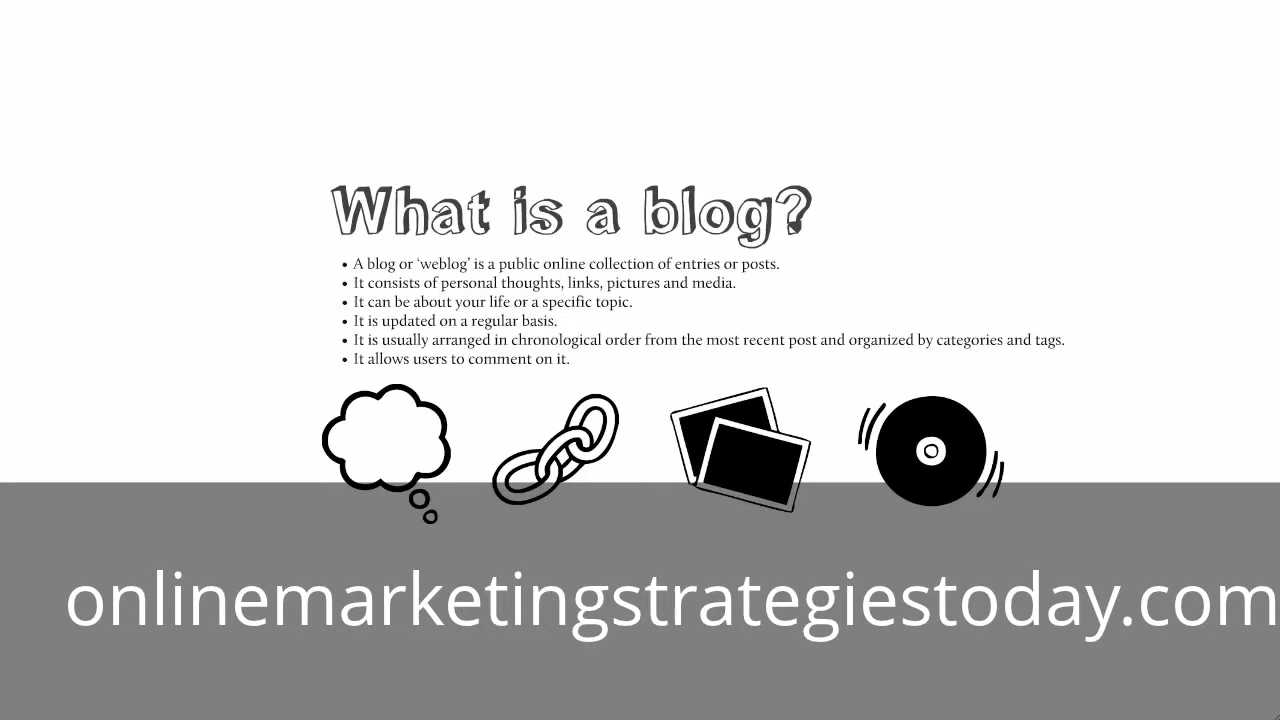 What is a blog?
• A blog or ‘weblog’ is a public online collection of entries or posts.
• It consists of personal thoughts, links, pictures and media.
• It can be about your life or a specific topic.
• It is updated on a regular basis.
• It is usually arranged in chronological order from the most recent post and organized by categories and tags.
• It allows users to comment on it.
onlinemarketingstrategiestoday.com